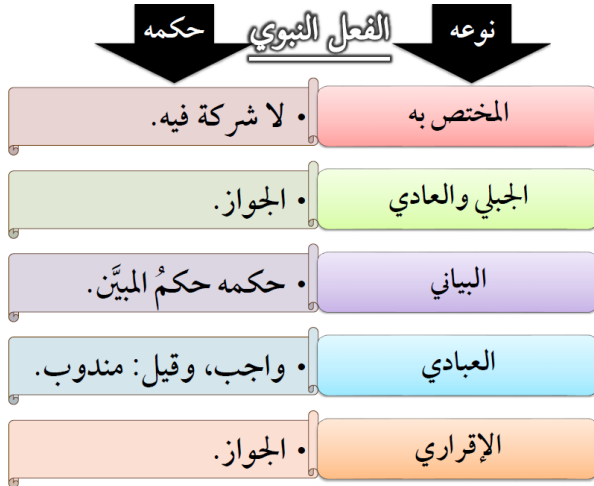 نوعه
الفعل النبوي
حكمه
المختص به
• لا شركة فيه.
الجبلي والعادي
• الجواز.
البياني
• حكمه حكمُ المبيَّن.
العبادي
• واجب، وقيل: مندوب.
الإقراري
• الجواز.